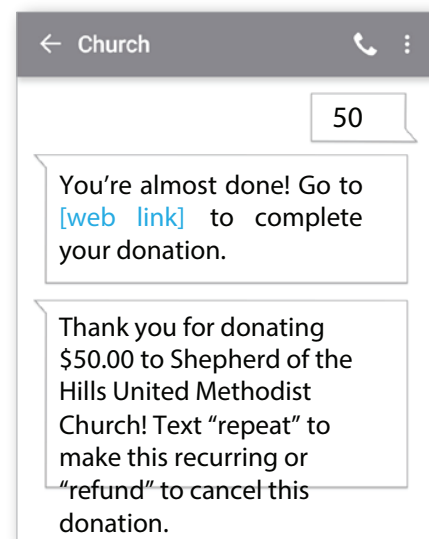 ← Church
50
You’re almost done! Go to
[web link] to complete
your donation.
Thank you for donating
$50.00 to Shepherd of the
Hills United Methodist
Church! Text “repeat” to
make this recurring or
“refund” to cancel this
donation.